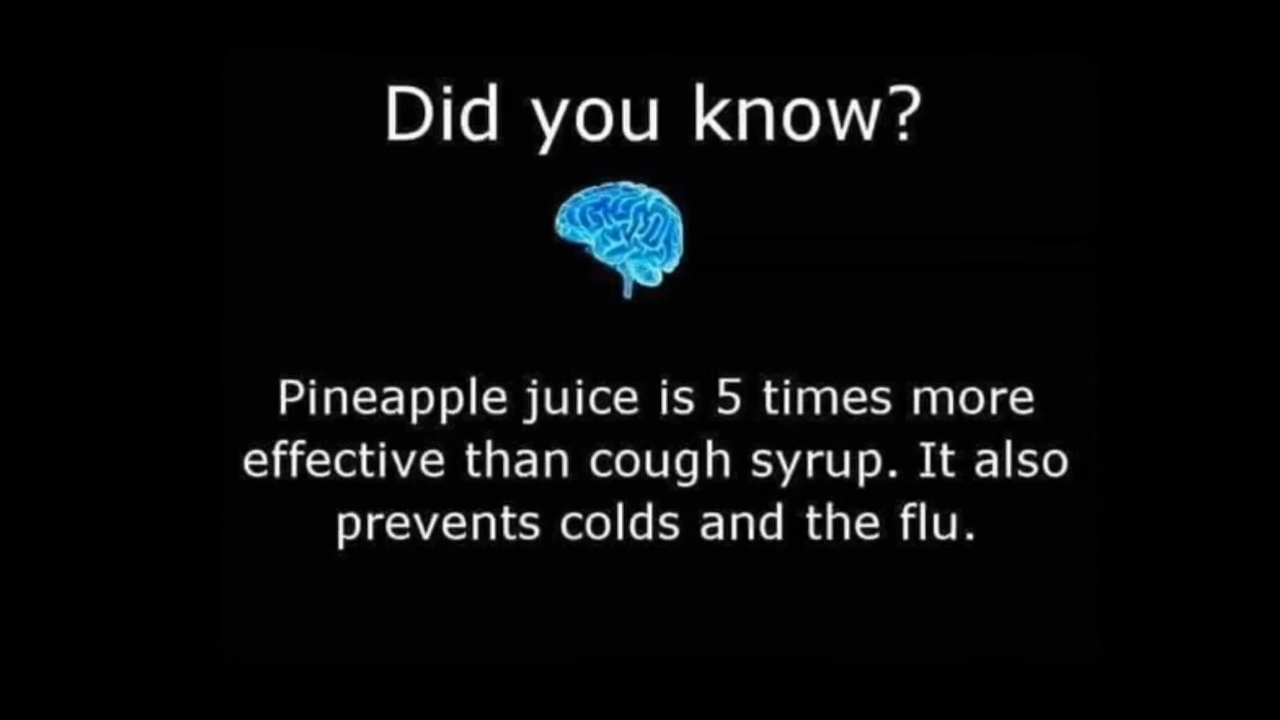 Did you know?
Pineapple juice is 5 times more
effective than cough syrup. It also
prevents colds and the flu.